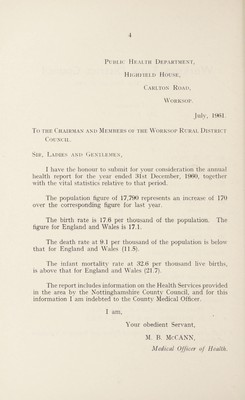 4
Public Health Department,
Highfield House,
Carlton Road,
Worksop.
July, 1961.
To the Chairman and Members of the Worksop Rural District
Council.
Sir, Ladies and Gentlemen,
I have the honour to submit for your consideration the annual
health report for the year ended 31st December, 1960, together
with the vital statistics relative to that period.
The population figure of 17,790 represents an increase of 170
over the corresponding figure for last year.
The birth rate is 17.6 per thousand of the population. The
figure for England and Wales is 17.1.
The death rate at 9.1 per thousand of the population is below
that for England and Wales (11.5).
The infant mortality rate at 32.6 per thousand live births,
is above that for England and Wales (21.7).
The report includes information on the Health Services provided
in the area by the Nottinghamshire County Council, and for this
information I am indebted to the County Medical Officer.
I am,
Your obedient Servant,
M. B. McCANN,
Medical Officer of Health.